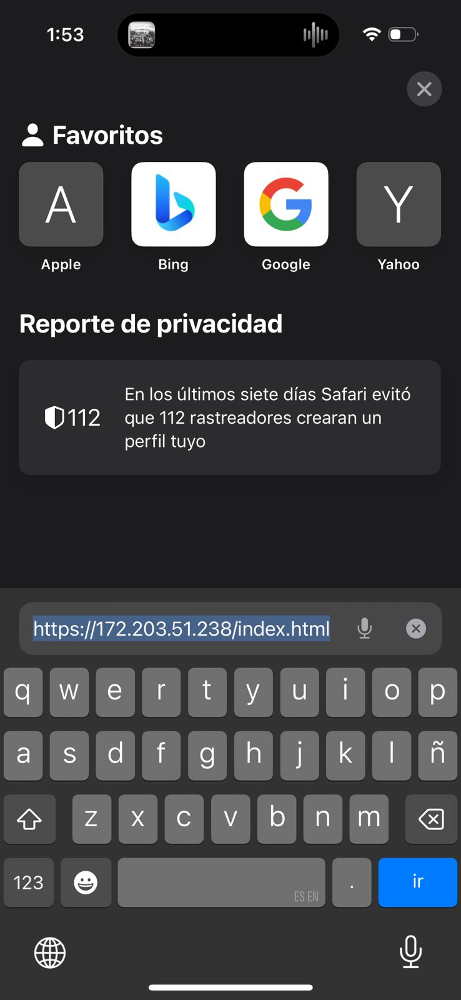 1:53
Favoritos
A
Y
Apple
Bing
Google
Yahoo
Reporte de privacidad
112
En los últimos siete días Safari evitó
que 112 rastreadores crearan un
perfil tuyo
https://172.203.51.238/index.html
q w e r t y u i o p
a s d f g h j k l ñ
z x c v b n m
123
ES EN
.
ir